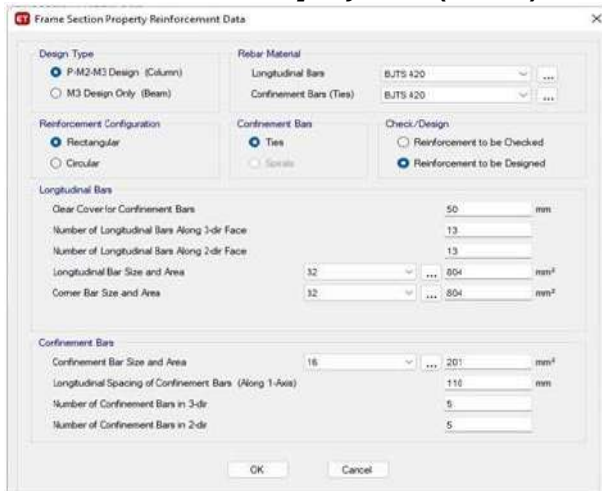 ET Frame Section Property Reinforcement Data
Design Type
P-M2-M3 Design (Column)
M3 Design Only (Beam)
Rebar Material
Longitudinal Bars BJTS 420 ...
Confinement Bars (Ties) BJTS 420 ...
Reinforcement Configuration
Rectangular
Circular
Confinement Bars
Ties
Spirals
Check/Design
Reinforcement to be Checked
Reinforcement to be Designed
Longitudinal Bars
Clear Cover for Confinement Bars 50 mm
Number of Longitudinal Bars Along 3-dir Face 13
Number of Longitudinal Bars Along 2-dir Face 13
Longitudinal Bar Size and Area 32 ... 804 mm²
Corner Bar Size and Area 32 ... 804 mm²
Confinement Bars
Confinement Bar Size and Area 16 ... 201 mm²
Longitudinal Spacing of Confinement Bars (Along 1-Axis) 110 mm
Number of Confinement Bars in 3-dir 5
Number of Confinement Bars in 2-dir 5
OK Cancel